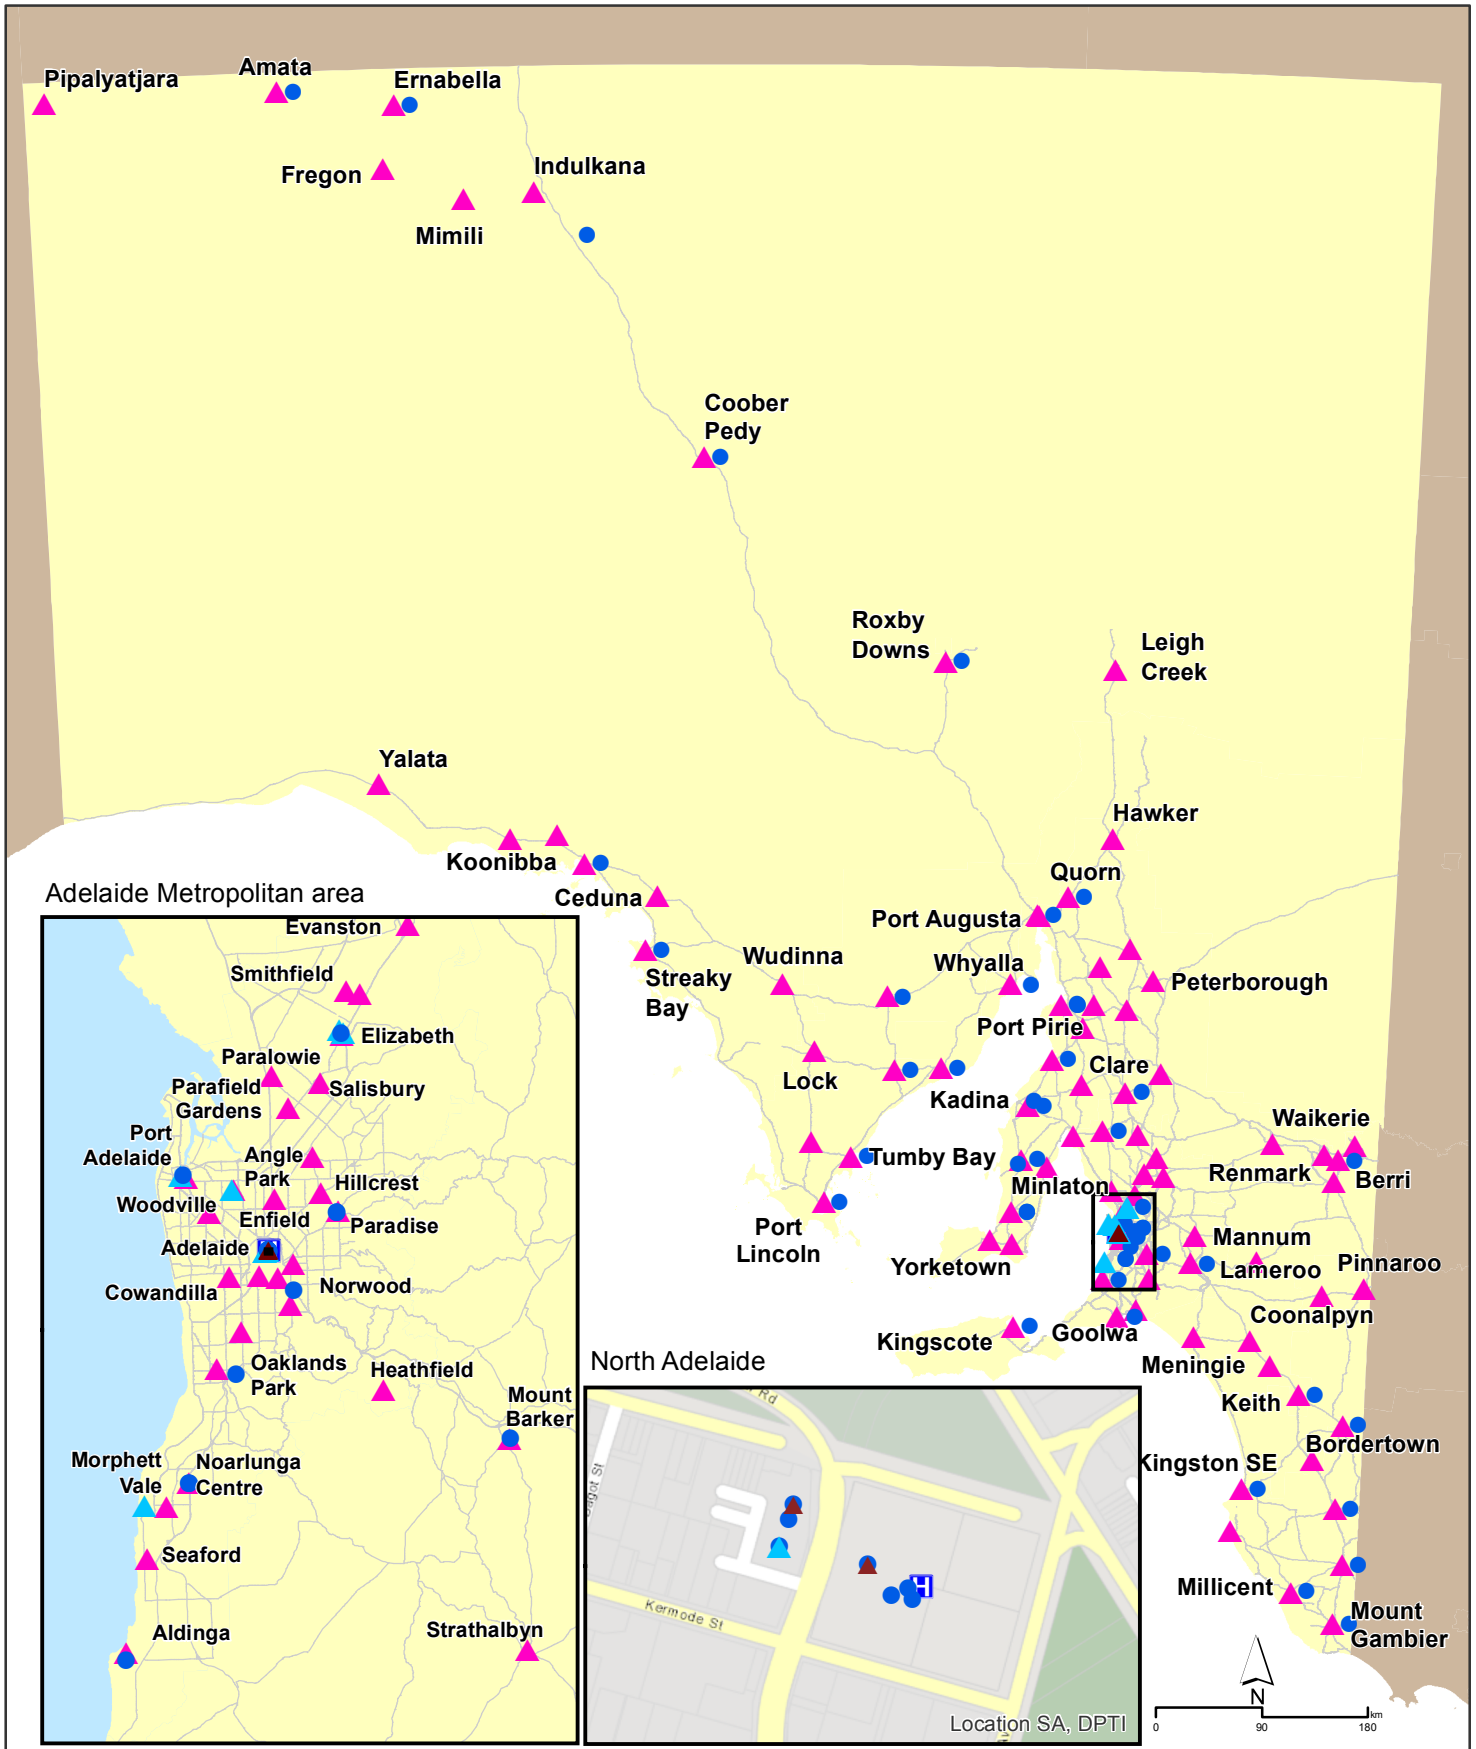 Pipalyatjara
Amata
Ernabella
Fregon
Indulkana
Mimili
Coober
Pedy
Roxby
Downs
Leigh
Creek
Yalata
Hawker
Koonibba
Quorn
Ceduna
Port Augusta
Streaky
Bay
Wudinna
Whyalla
Peterborough
Port Pirie
Lock
Clare
Kadina
Waikerie
Tumby Bay
Renmark
Berri
Minlaton
Port
Lincoln
Yorketown
Mannum
Lameroo
Pinnaroo
Coonalpyn
Kingscote
Goolwa
Meningie
Keith
Bordertown
Kingston SE
Millicent
Mount
Gambier
Adelaide Metropolitan area
Evanston
Smithfield
Elizabeth
Paralowie
Salisbury
Parafield
Gardens
Port
Adelaide
Angle
Park
Hillcrest
Woodville
Enfield
Paradise
Adelaide
Cowandilla
Norwood
Oaklands
Park
Heathfield
Mount
Barker
Morphett
Vale
Noarlunga
Centre
Seaford
Aldinga
Strathalbyn
North Adelaide
Rd
H
Kermode St
Location SA, DPTI
N
km
0 90 180